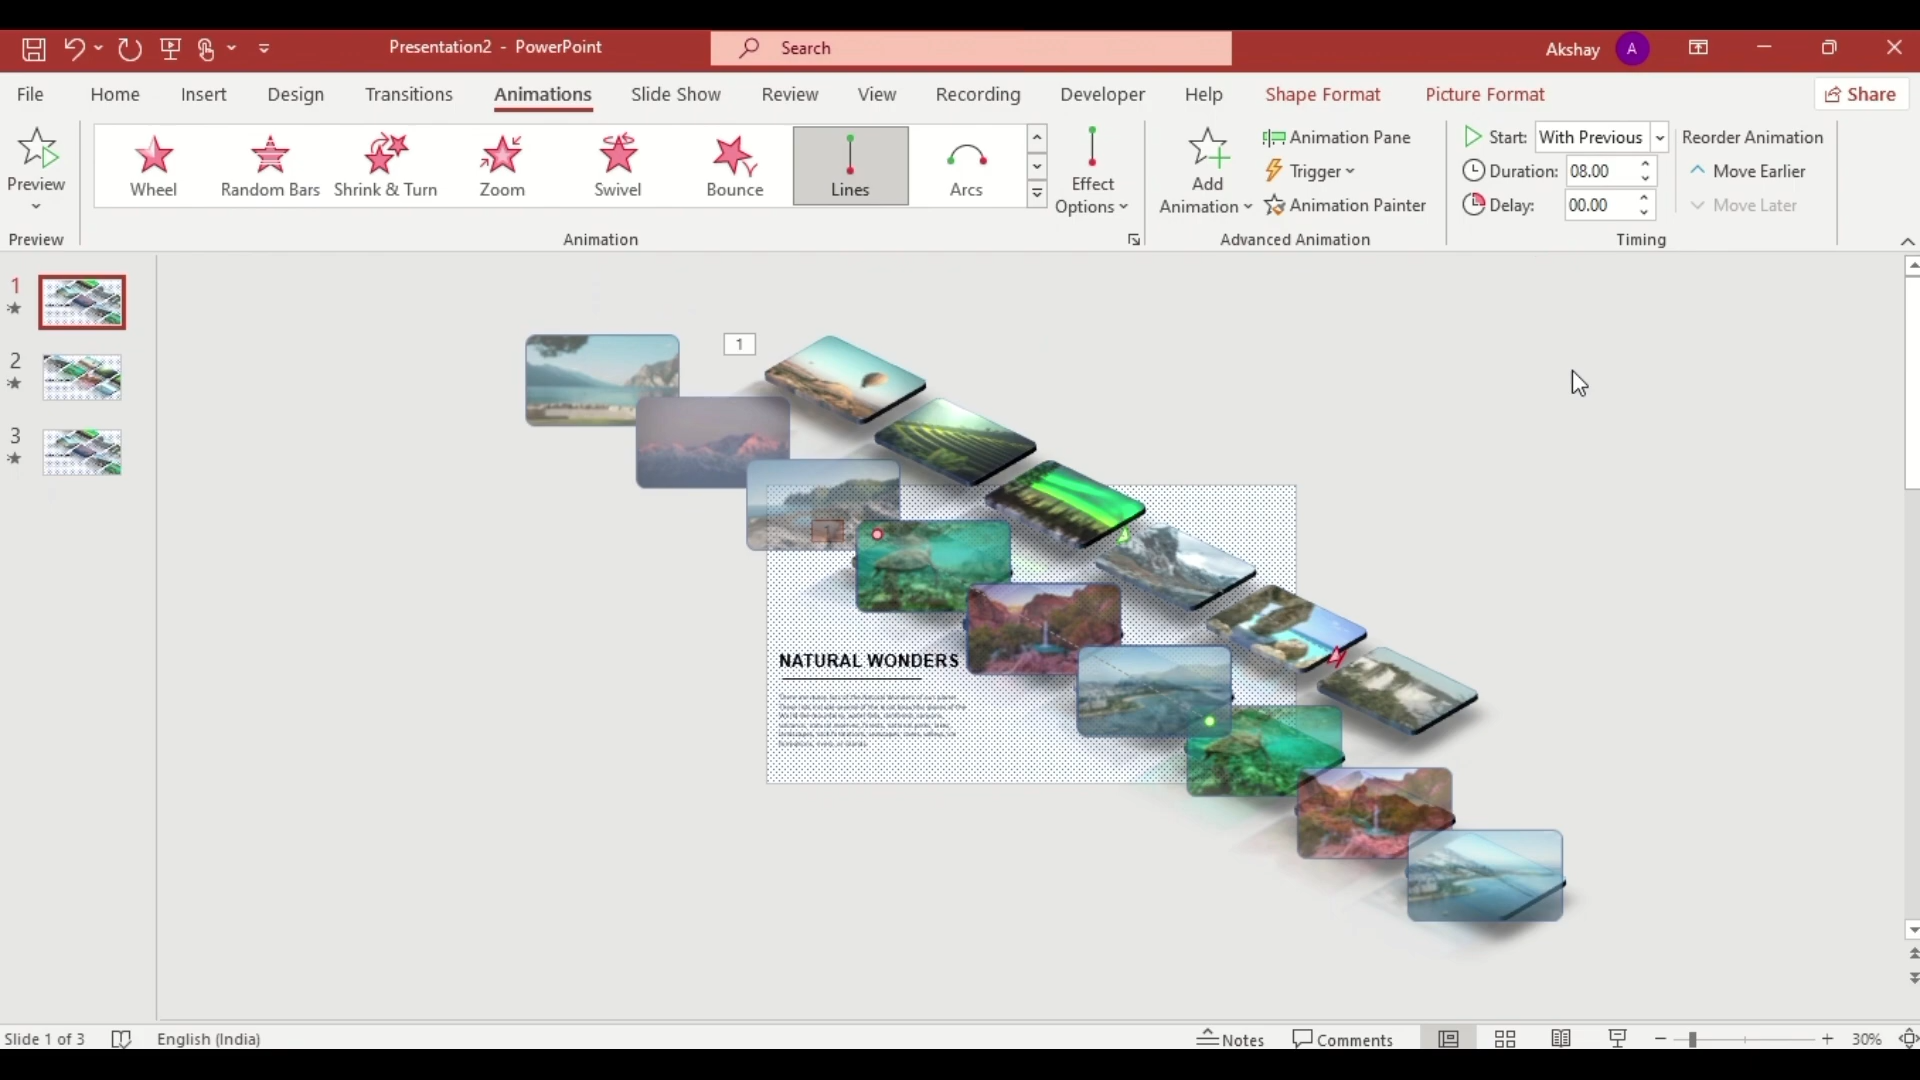 Presentation2 - PowerPoint
Search
Akshay
A
File
Home
Insert
Design
Transitions
Animations
Slide Show
Review
View
Recording
Developer
Help
Shape Format
Picture Format
Share
Preview
Wheel
Random Bars
Shrink & Turn
Zoom
Swivel
Bounce
Lines
Arcs
Effect
Options
Add
Animation
Animation Pane
Trigger
Animation Painter
Start: With Previous
Duration: 08.00
Delay: 00.00
Reorder Animation
Move Earlier
Move Later
Preview
Animation
Advanced Animation
Timing
1
2
3
1
1
NATURAL WONDERS
Slide 1 of 3
English (India)
Notes
Comments
30%